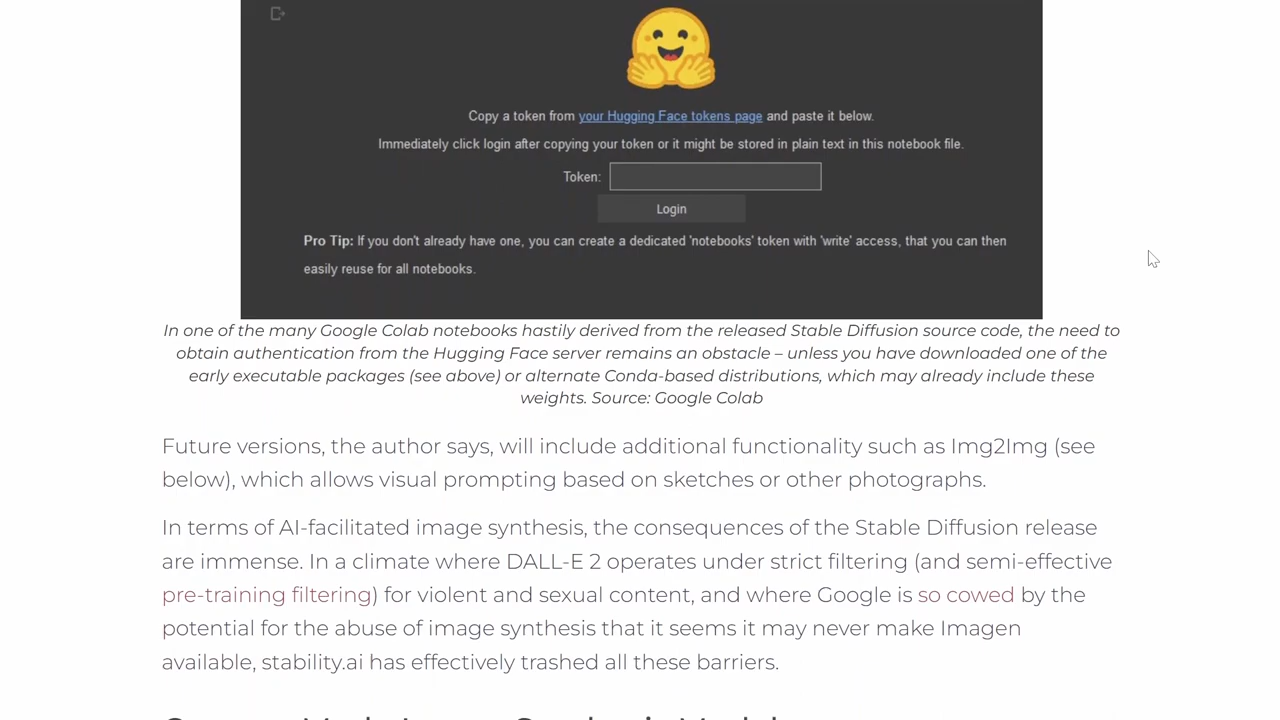 Copy a token from your Hugging Face tokens page and paste it below.
Immediately click login after copying your token or it might be stored in plain text in this notebook file.
Token:
Login
Pro Tip: If you don't already have one, you can create a dedicated 'notebooks' token with 'write' access, that you can then
easily reuse for all notebooks.
In one of the many Google Colab notebooks hastily derived from the released Stable Diffusion source code, the need to
obtain authentication from the Hugging Face server remains an obstacle – unless you have downloaded one of the
early executable packages (see above) or alternate Conda-based distributions, which may already include these
weights. Source: Google Colab
Future versions, the author says, will include additional functionality such as Img2Img (see
below), which allows visual prompting based on sketches or other photographs.
In terms of AI-facilitated image synthesis, the consequences of the Stable Diffusion release
are immense. In a climate where DALL-E 2 operates under strict filtering (and semi-effective
pre-training filtering) for violent and sexual content, and where Google is so cowed by the
potential for the abuse of image synthesis that it seems it may never make Imagen
available, stability.ai has effectively trashed all these barriers.